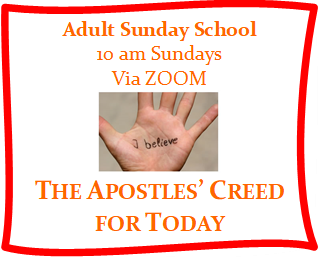 Adult Sunday School
10 am Sundays
Via ZOOM
I believe
THE APOSTLES’ CREED
FOR TODAY